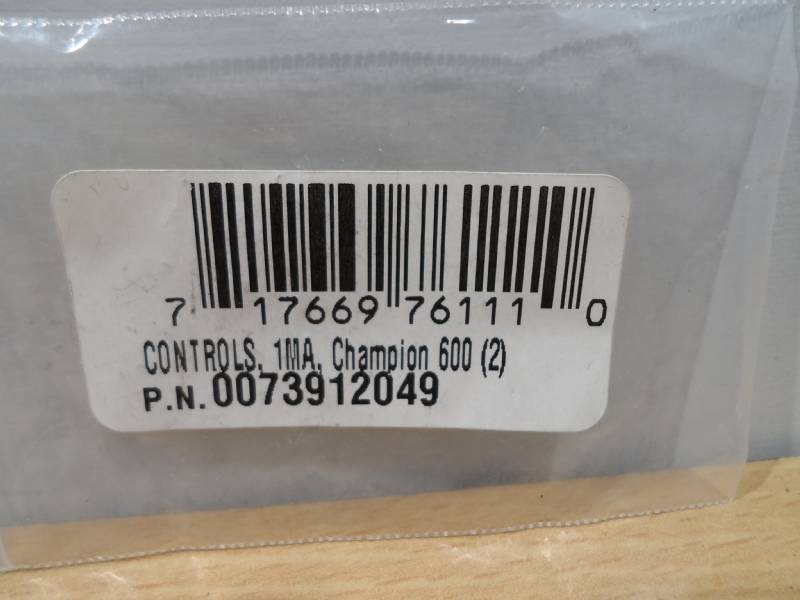 7 17669 76111 0
CONTROLS, 1MA, Champion 600 (2)
P.N. 0073912049